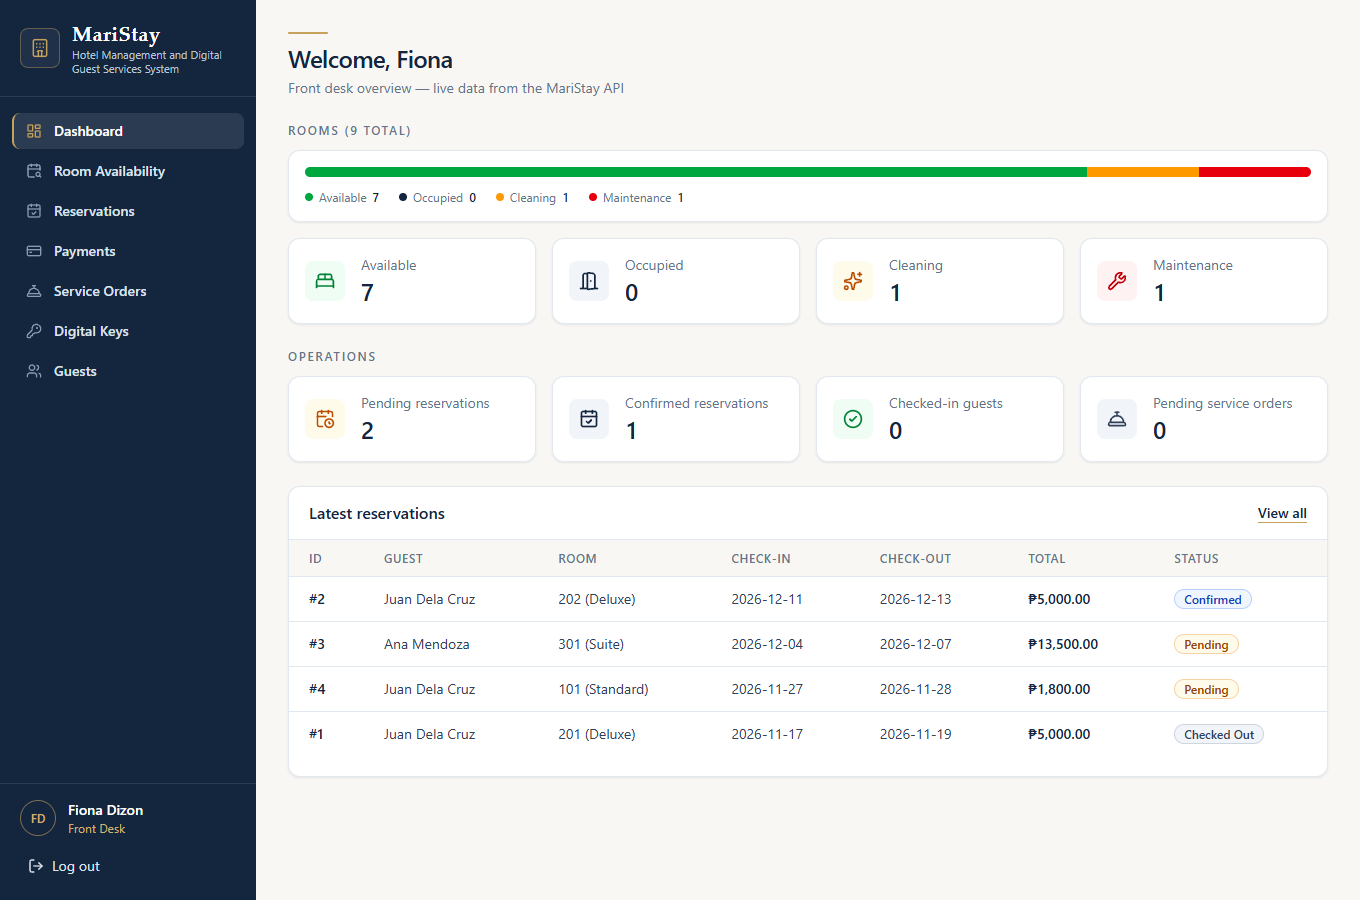 MariStay
Hotel Management and Digital
Guest Services System
Dashboard
Room Availability
Reservations
Payments
Service Orders
Digital Keys
Guests
FD
Fiona Dizon
Front Desk
Log out
Welcome, Fiona
Front desk overview — live data from the MariStay API
ROOMS (9 TOTAL)
Available 7 Occupied 0 Cleaning 1 Maintenance 1
Available
7
Occupied
0
Cleaning
1
Maintenance
1
OPERATIONS
Pending reservations
2
Confirmed reservations
1
Checked-in guests
0
Pending service orders
0
Latest reservations View all
ID GUEST ROOM CHECK-IN CHECK-OUT TOTAL STATUS
#2 Juan Dela Cruz 202 (Deluxe) 2026-12-11 2026-12-13 ₱5,000.00 Confirmed
#3 Ana Mendoza 301 (Suite) 2026-12-04 2026-12-07 ₱13,500.00 Pending
#4 Juan Dela Cruz 101 (Standard) 2026-11-27 2026-11-28 ₱1,800.00 Pending
#1 Juan Dela Cruz 201 (Deluxe) 2026-11-17 2026-11-19 ₱5,000.00 Checked Out